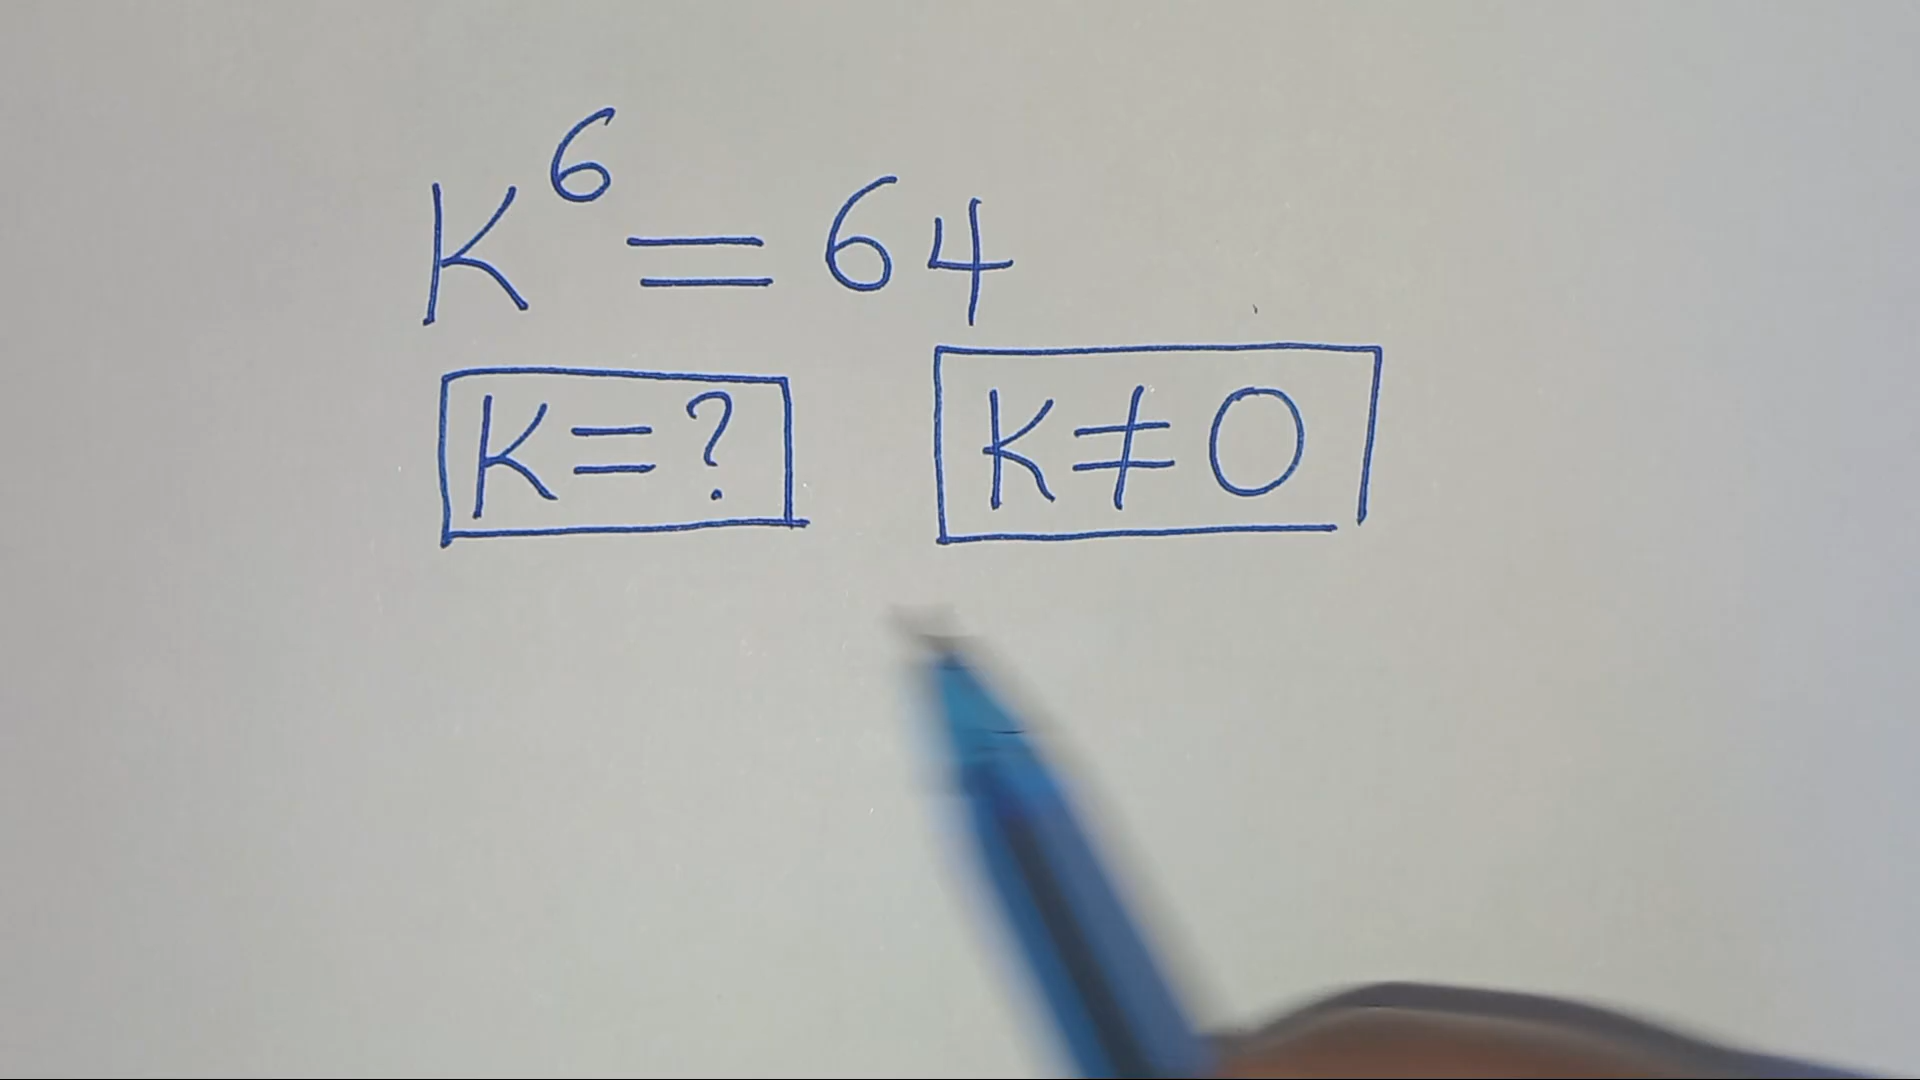 K⁶ = 64
K = ? K ≠ 0